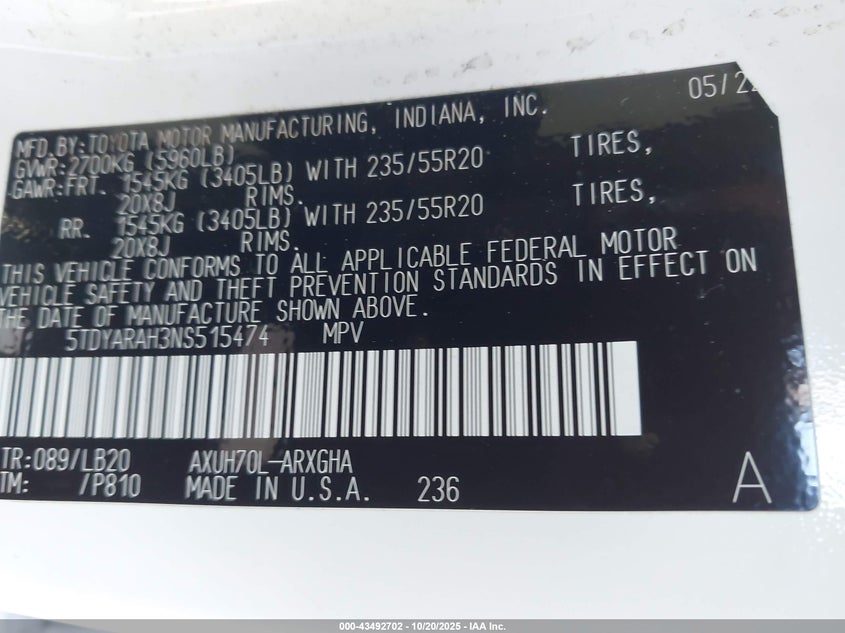 05/22
MFD.BY:TOYOTA MOTOR MANUFACTURING, INDIANA, INC.
GVWR:2700KG (5960LB)
GAWR:FRT. 1545KG (3405LB) WITH 235/55R20 TIRES,
20X8J RIMS.
RR. 1545KG (3405LB) WITH 235/55R20 TIRES,
20X8J RIMS.
THIS VEHICLE CONFORMS TO ALL APPLICABLE FEDERAL MOTOR
VEHICLE SAFETY AND THEFT PREVENTION STANDARDS IN EFFECT ON
THE DATE OF MANUFACTURE SHOWN ABOVE.
5TDYARAH3NS515474 MPV
TR:089/LB20 AXUH70L-ARXGHA
TM: /P810 MADE IN U.S.A. 236
A
000-43492702 - 10/20/2025 - IAA Inc.